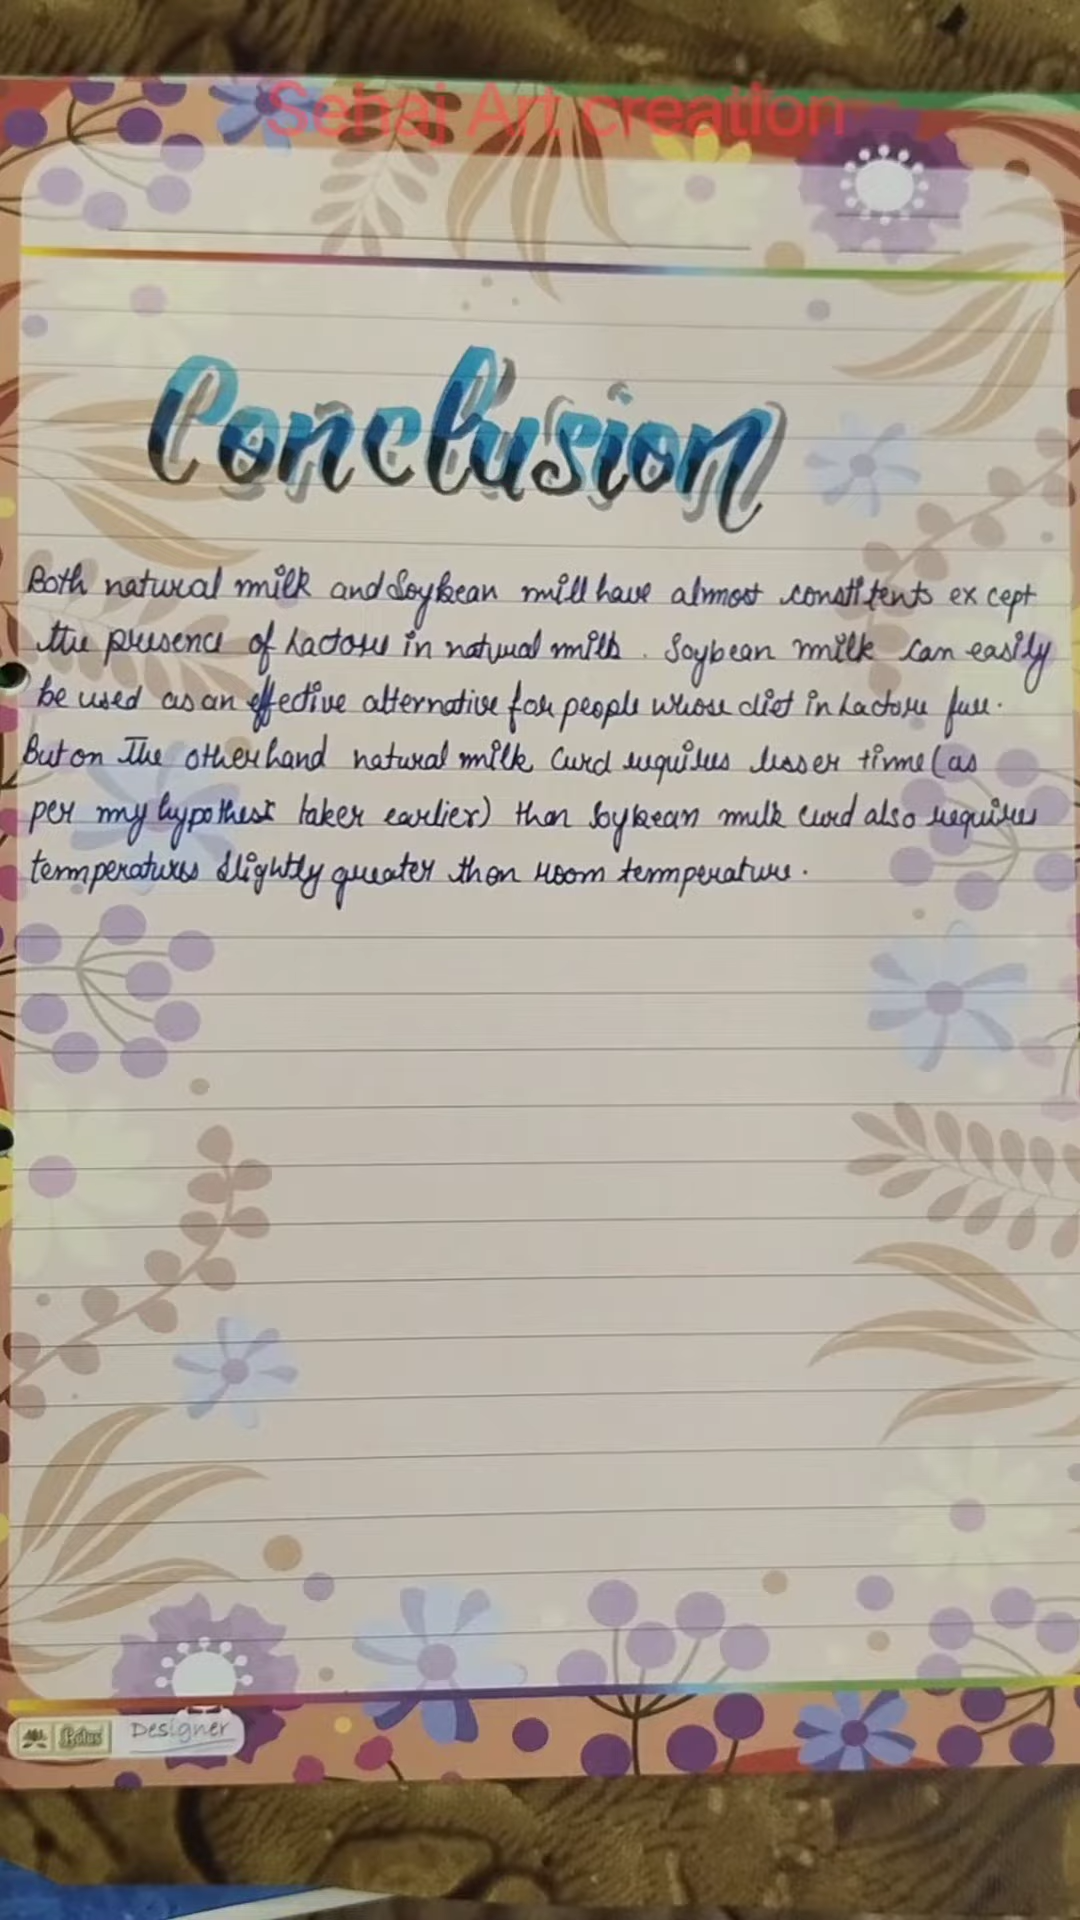 Sehaj Art creation
Conclusion
Both natural milk and Soybean mill have almost constitents ex cept
the presence of Lactose in natural milk. Soybean milk can easily
be used as an effective alternative for people whose diet in Lactose free.
But on The otherhand natural milk Curd requires lesser time (as
per my hypothesis taken earlier) than Soybean milk curd also requires
temperatures Slightly greater than room temperature.
Lotus Designer